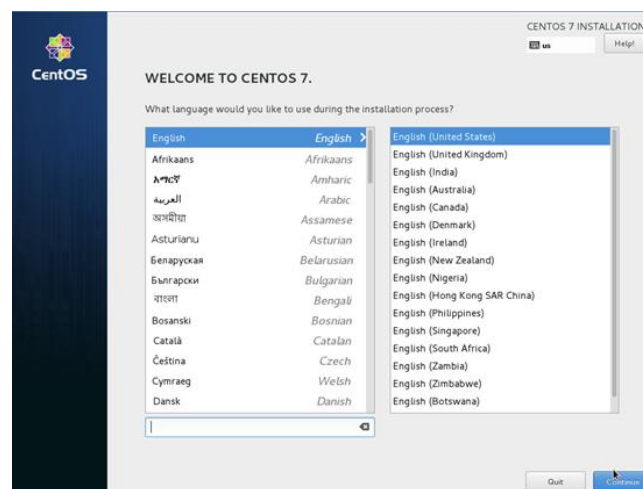 CENTOS 7 INSTALLATION
us
Help!
CentOS
WELCOME TO CENTOS 7.
What language would you like to use during the installation process?
English English
Afrikaans Afrikaans
አማርኛ Amharic
العربية Arabic
অসমীয়া Assamese
Asturianu Asturian
Беларуская Belarusian
Български Bulgarian
বাংলা Bengali
Bosanski Bosnian
Català Catalan
Čeština Czech
Cymraeg Welsh
Dansk Danish
English (United States)
English (United Kingdom)
English (India)
English (Australia)
English (Canada)
English (Denmark)
English (Ireland)
English (New Zealand)
English (Nigeria)
English (Hong Kong SAR China)
English (Philippines)
English (Singapore)
English (South Africa)
English (Zambia)
English (Zimbabwe)
English (Botswana)
Quit
Continue